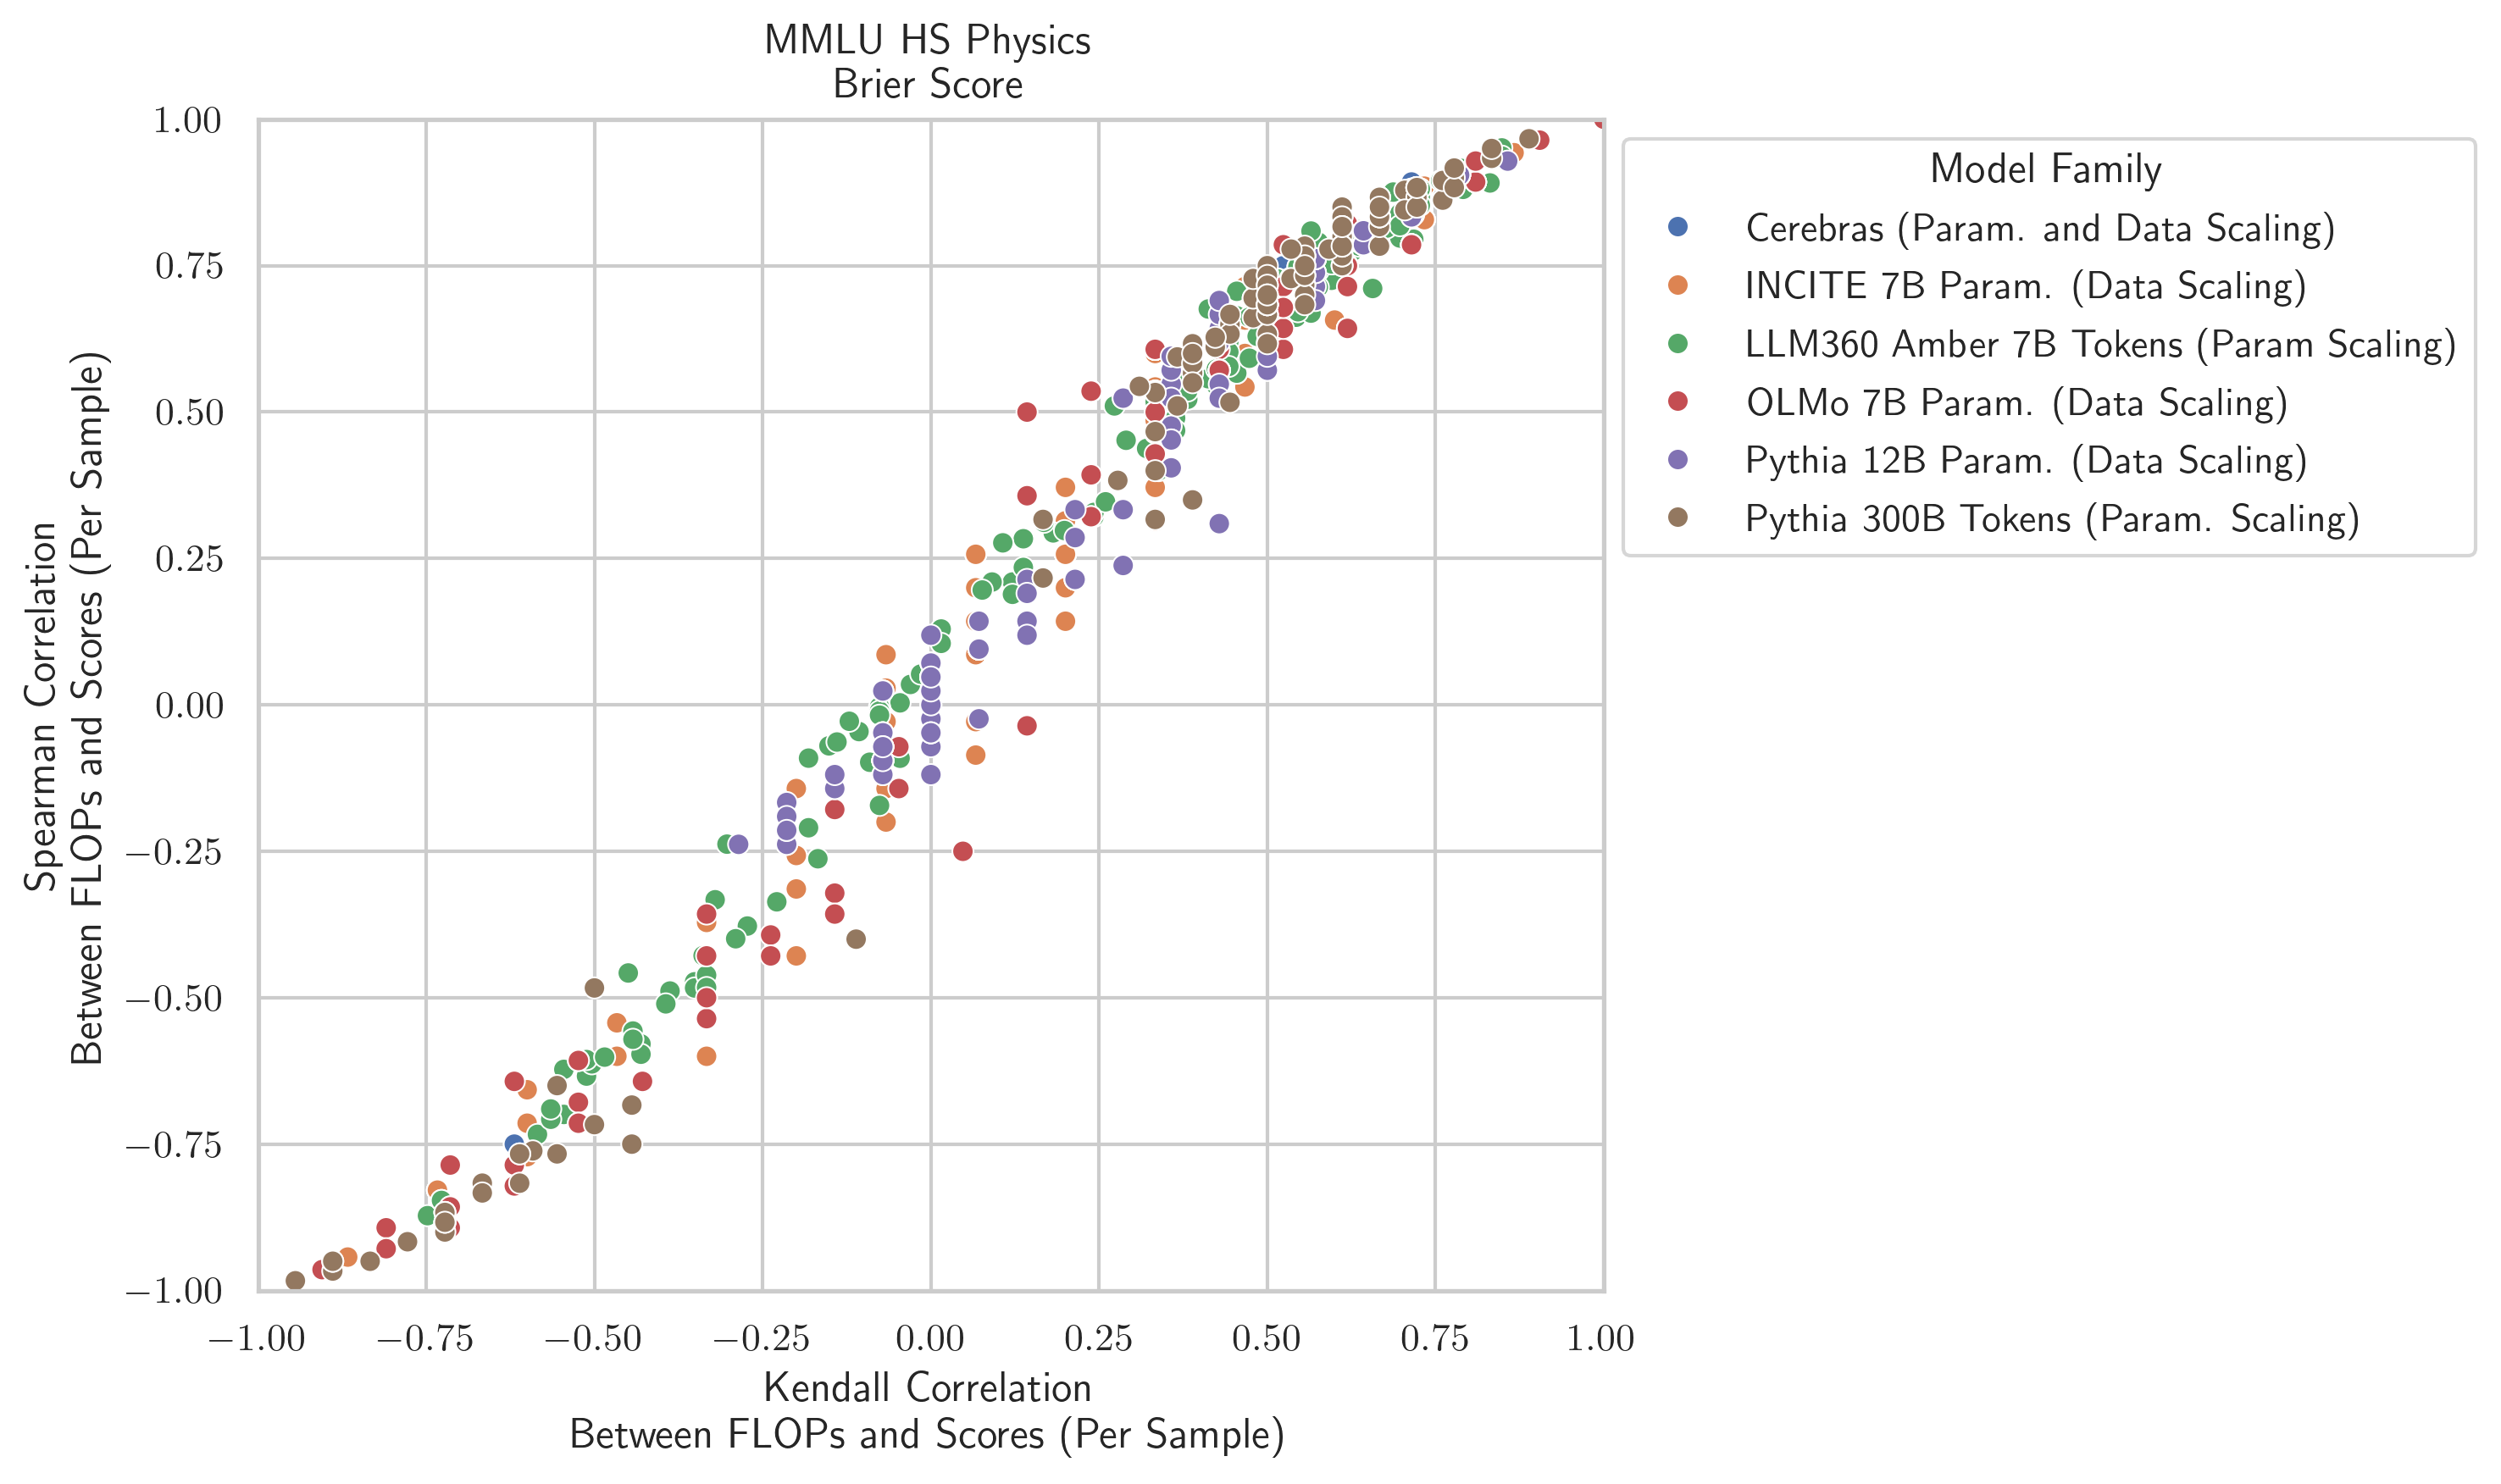 MMLU HS Physics
Brier Score
1.00
0.75
0.50
0.25
0.00
−0.25
−0.50
−0.75
−1.00
Spearman Correlation
Between FLOPs and Scores (Per Sample)
−1.00 −0.75 −0.50 −0.25 0.00 0.25 0.50 0.75 1.00
Kendall Correlation
Between FLOPs and Scores (Per Sample)
Model Family
Cerebras (Param. and Data Scaling)
INCITE 7B Param. (Data Scaling)
LLM360 Amber 7B Tokens (Param Scaling)
OLMo 7B Param. (Data Scaling)
Pythia 12B Param. (Data Scaling)
Pythia 300B Tokens (Param. Scaling)